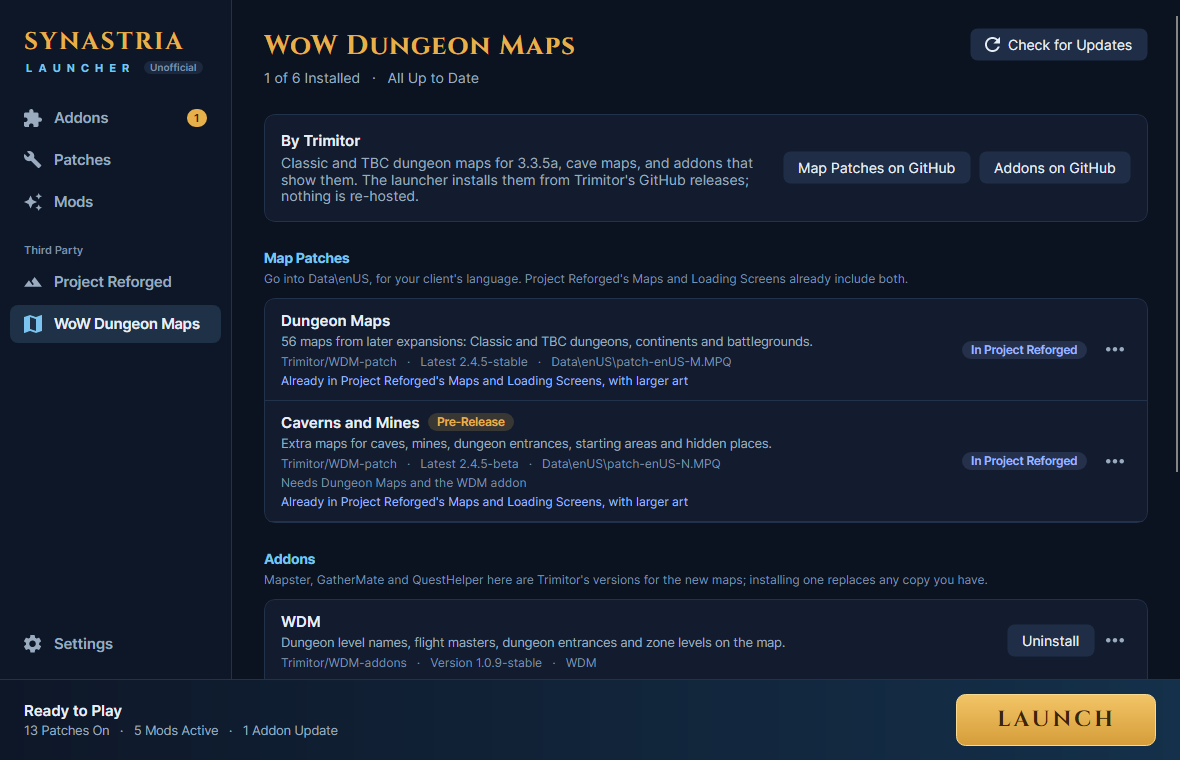 SYNASTRIA
LAUNCHER Unofficial
Addons 1
Patches
Mods
Third Party
Project Reforged
WoW Dungeon Maps
Settings
WoW Dungeon Maps
1 of 6 Installed · All Up to Date
Check for Updates
By Trimitor
Classic and TBC dungeon maps for 3.3.5a, cave maps, and addons that
show them. The launcher installs them from Trimitor's GitHub releases;
nothing is re-hosted.
Map Patches on GitHub
Addons on GitHub
Map Patches
Go into Data\enUS, for your client's language. Project Reforged's Maps and Loading Screens already include both.
Dungeon Maps
56 maps from later expansions: Classic and TBC dungeons, continents and battlegrounds.
Trimitor/WDM-patch · Latest 2.4.5-stable · Data\enUS\patch-enUS-M.MPQ
Already in Project Reforged's Maps and Loading Screens, with larger art
In Project Reforged
Caverns and Mines Pre-Release
Extra maps for caves, mines, dungeon entrances, starting areas and hidden places.
Trimitor/WDM-patch · Latest 2.4.5-beta · Data\enUS\patch-enUS-N.MPQ
Needs Dungeon Maps and the WDM addon
Already in Project Reforged's Maps and Loading Screens, with larger art
In Project Reforged
Addons
Mapster, GatherMate and QuestHelper here are Trimitor's versions for the new maps; installing one replaces any copy you have.
WDM
Dungeon level names, flight masters, dungeon entrances and zone levels on the map.
Trimitor/WDM-addons · Version 1.0.9-stable · WDM
Uninstall
Ready to Play
13 Patches On · 5 Mods Active · 1 Addon Update
LAUNCH